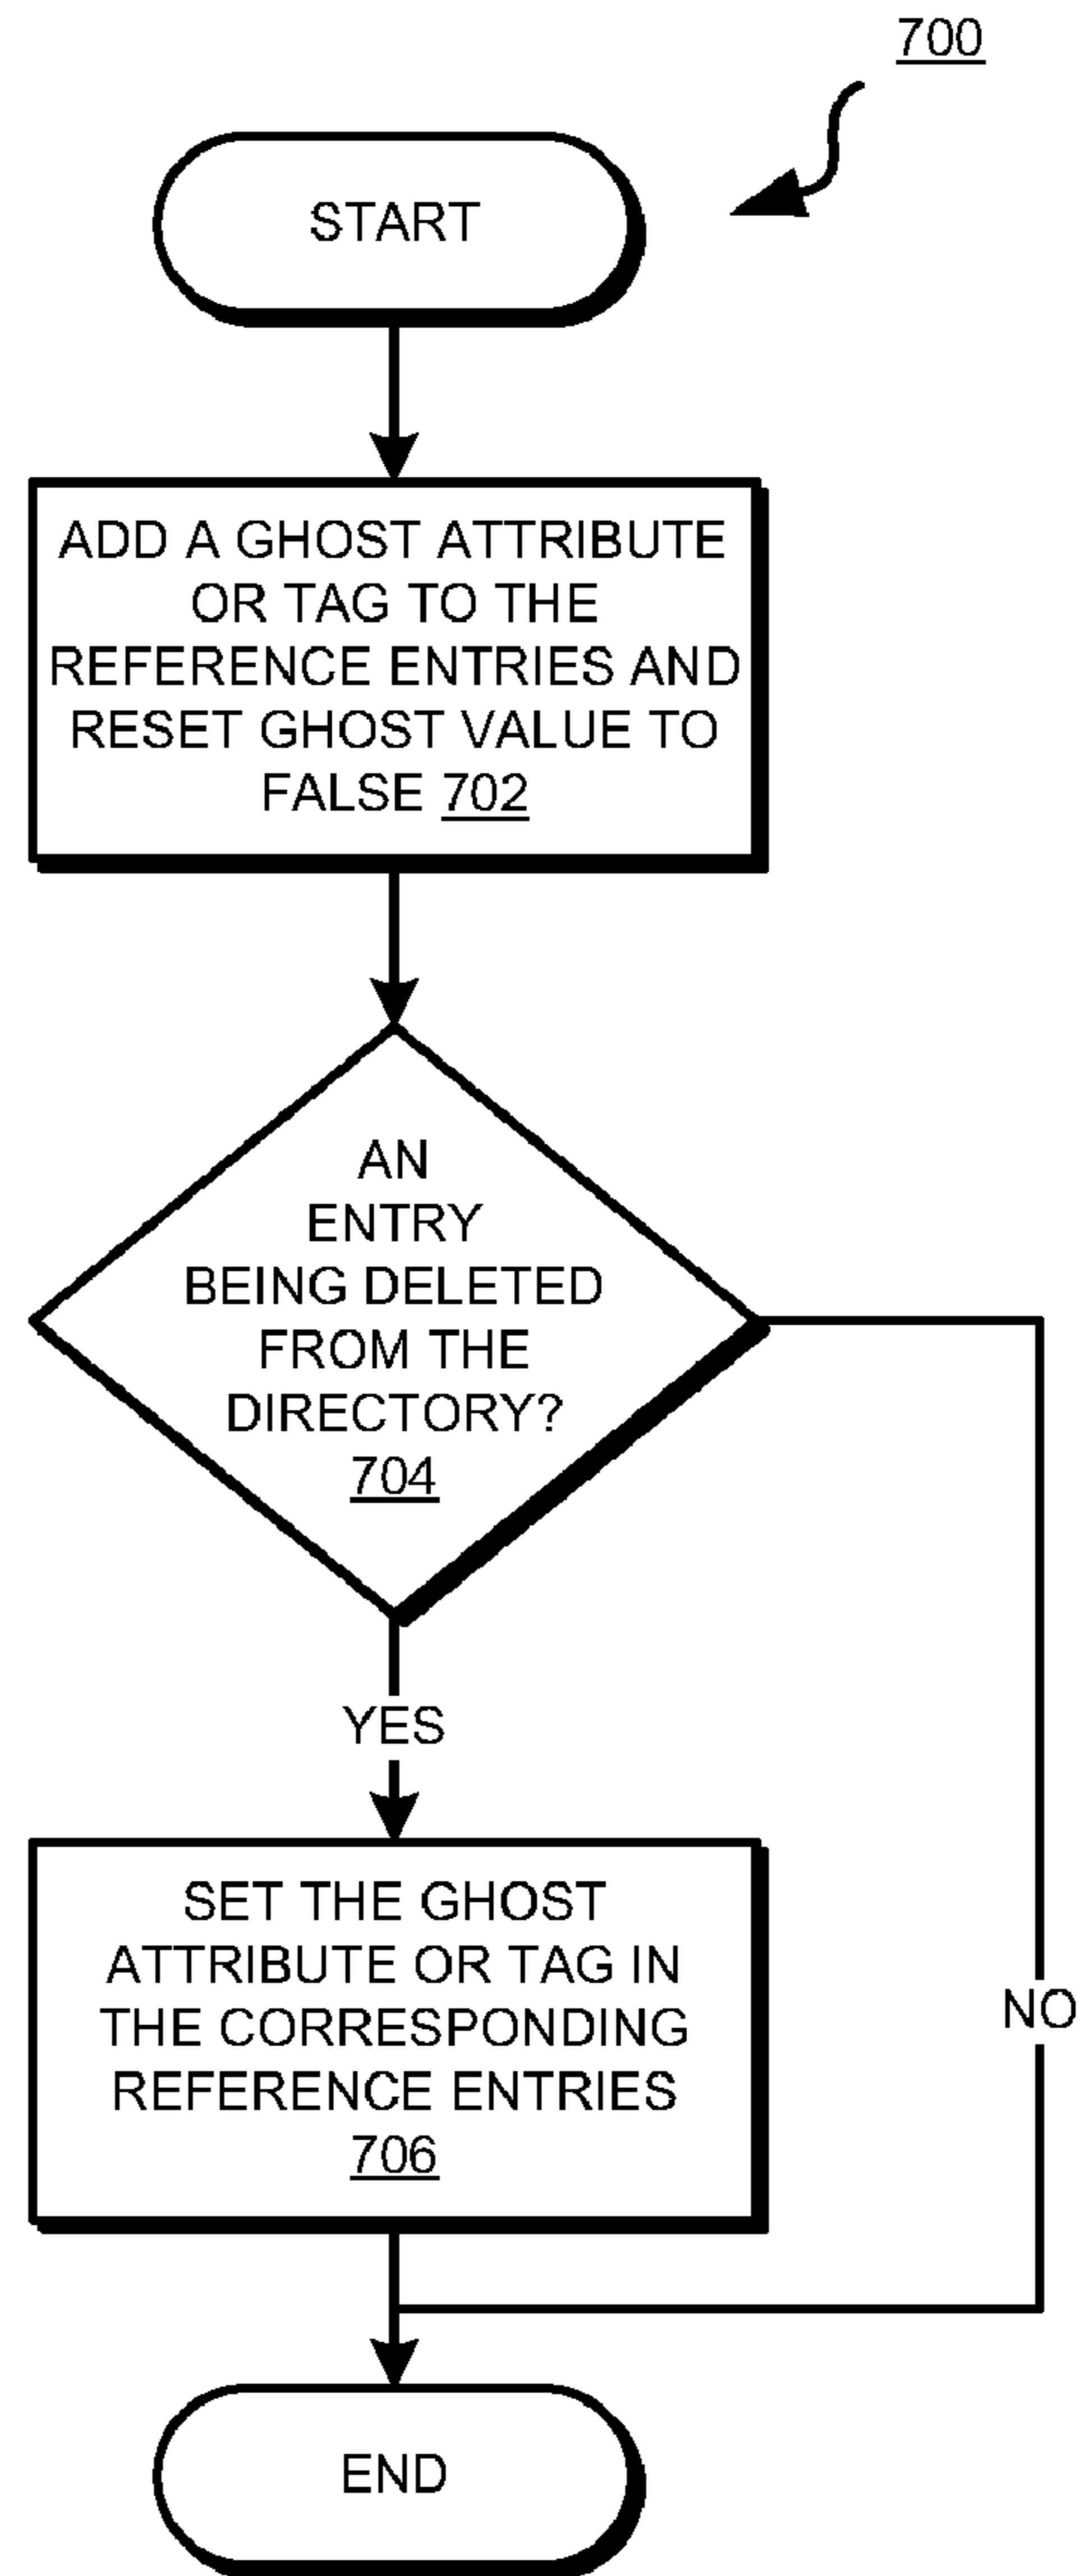 700
START
ADD A GHOST ATTRIBUTE
OR TAG TO THE
REFERENCE ENTRIES AND
RESET GHOST VALUE TO
FALSE 702
AN
ENTRY
BEING DELETED
FROM THE
DIRECTORY?
704
YES
SET THE GHOST
ATTRIBUTE OR TAG IN
THE CORRESPONDING
REFERENCE ENTRIES
706
NO
END